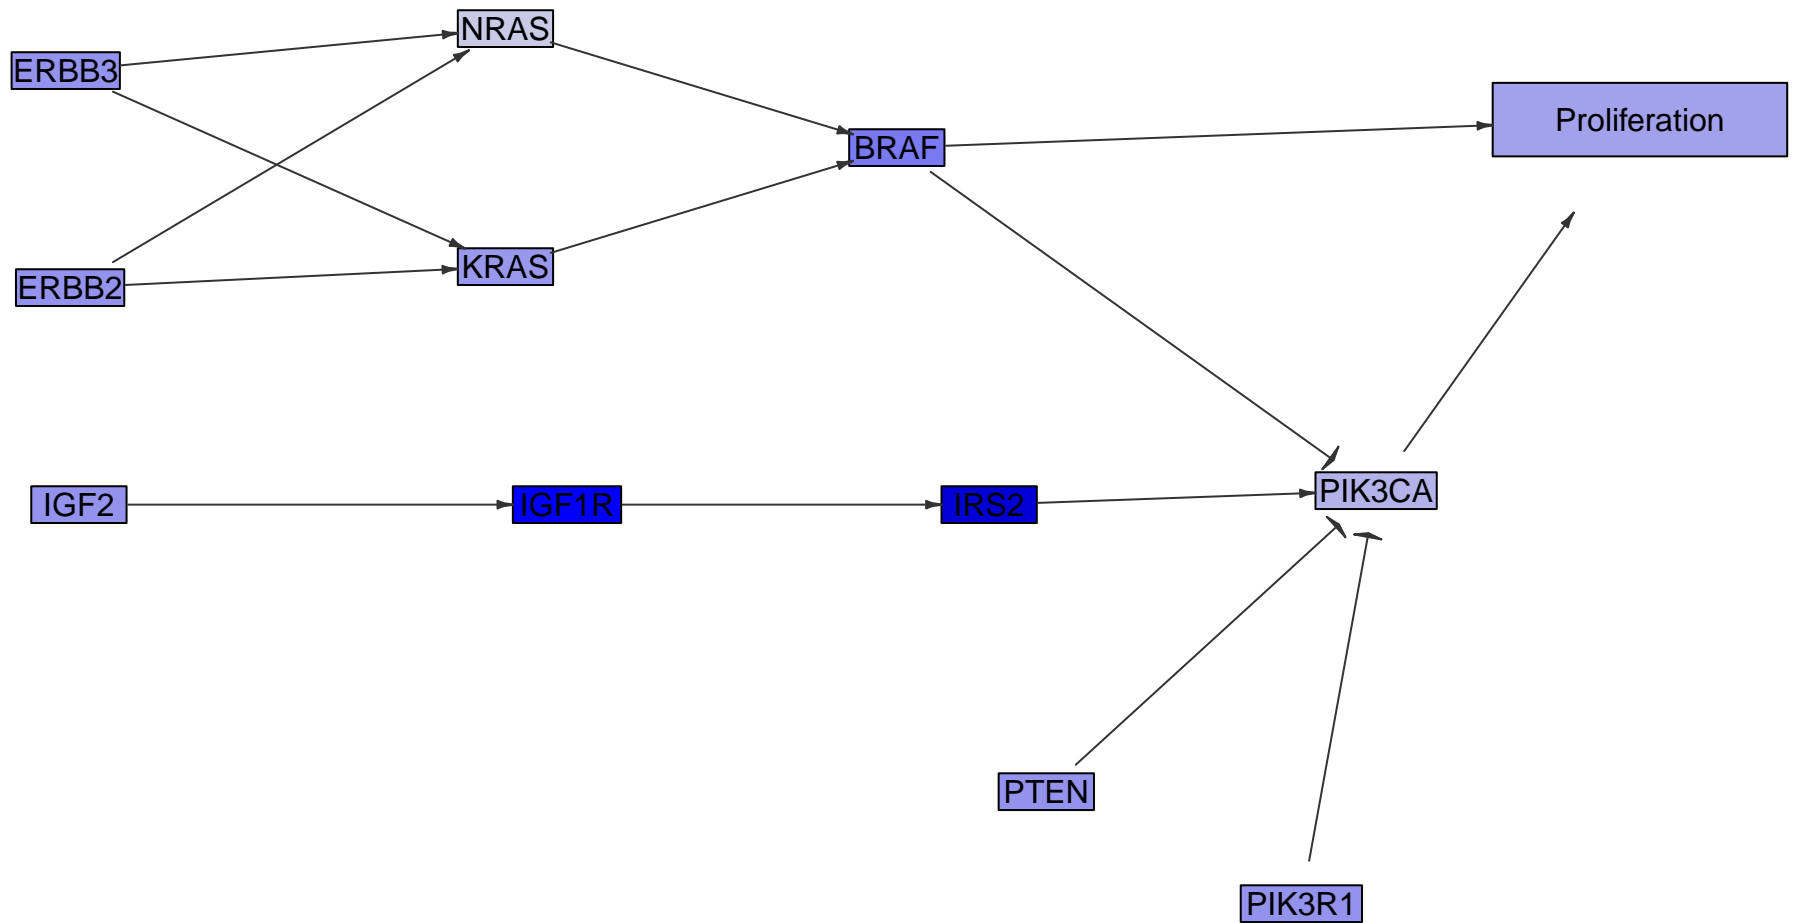 NRAS
ERBB3
Proliferation
BRAF
KRAS
ERBB2
PIK3CA
IGF2
IGF1R
IRS2
PTEN
PIK3R1